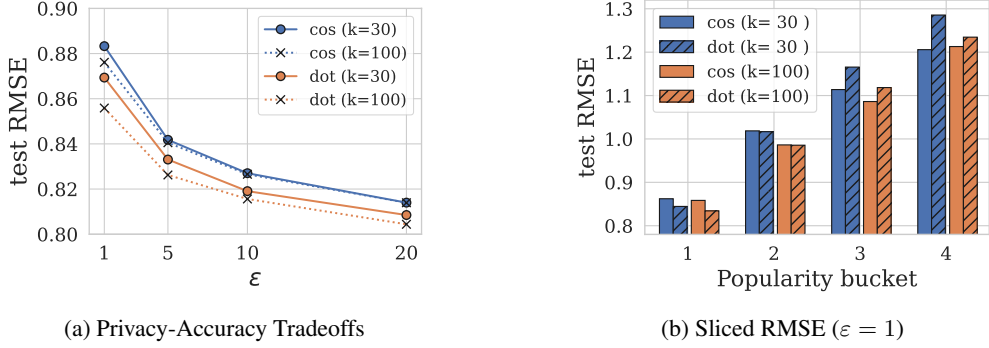 0.90
0.88
0.86
0.84
0.82
0.80
test RMSE
cos (k=30)
cos (k=100)
dot (k=30)
dot (k=100)
1 5 10 20
ε
(a) Privacy-Accuracy Tradeoffs
1.3
1.2
1.1
1.0
0.9
0.8
test RMSE
cos (k= 30 )
dot (k= 30 )
cos (k=100)
dot (k=100)
1 2 3 4
Popularity bucket
(b) Sliced RMSE (ε = 1)